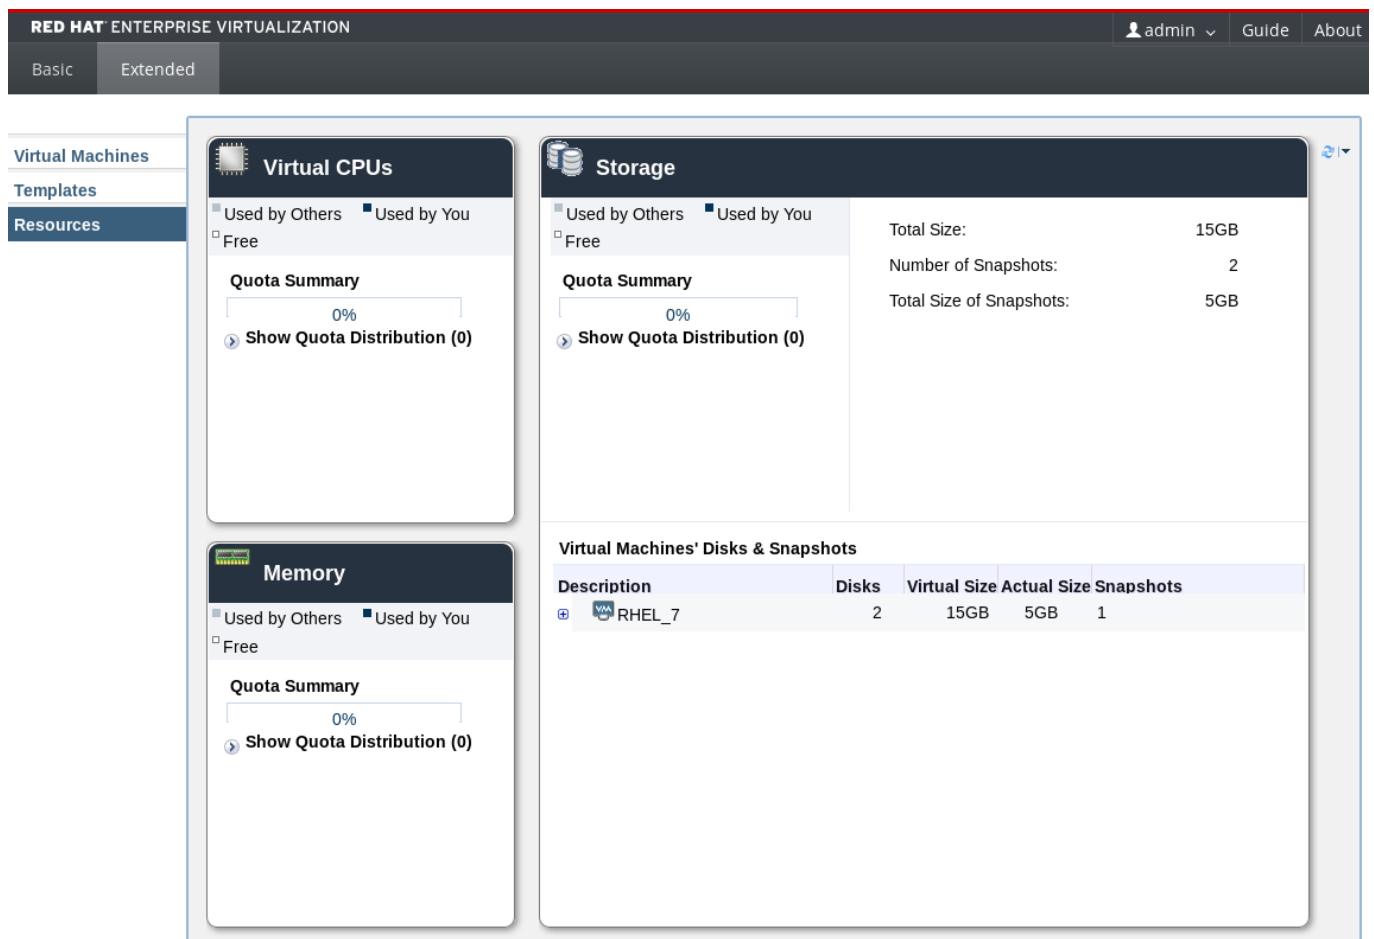 RED HAT ENTERPRISE VIRTUALIZATION
admin Guide About
Basic Extended
Virtual Machines
Templates
Resources
Virtual CPUs
Used by Others Used by You
Free
Quota Summary
0%
Show Quota Distribution (0)
Storage
Used by Others Used by You
Free
Quota Summary
0%
Show Quota Distribution (0)
Total Size: 15GB
Number of Snapshots: 2
Total Size of Snapshots: 5GB
Memory
Used by Others Used by You
Free
Quota Summary
0%
Show Quota Distribution (0)
Virtual Machines' Disks & Snapshots
Description Disks Virtual Size Actual Size Snapshots
RHEL_7 2 15GB 5GB 1